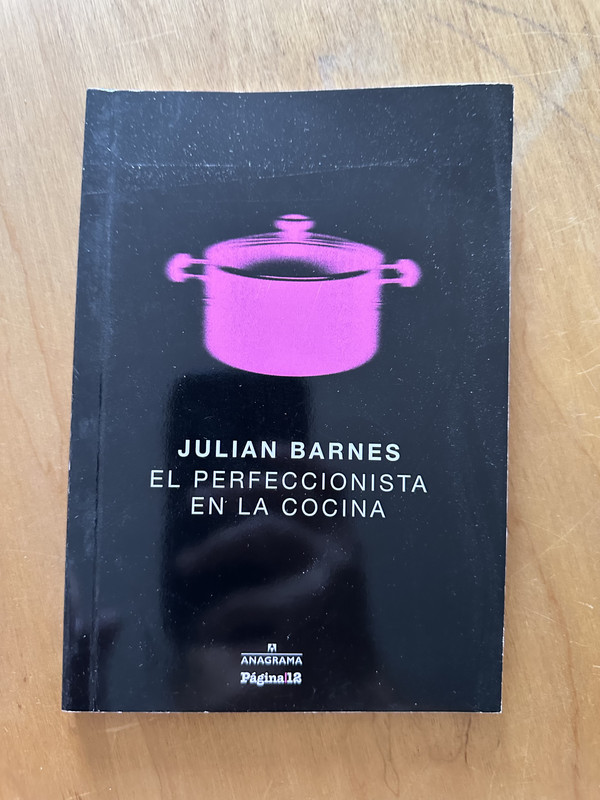 JULIAN BARNES
EL PERFECCIONISTA
EN LA COCINA
ANAGRAMA
Página|12